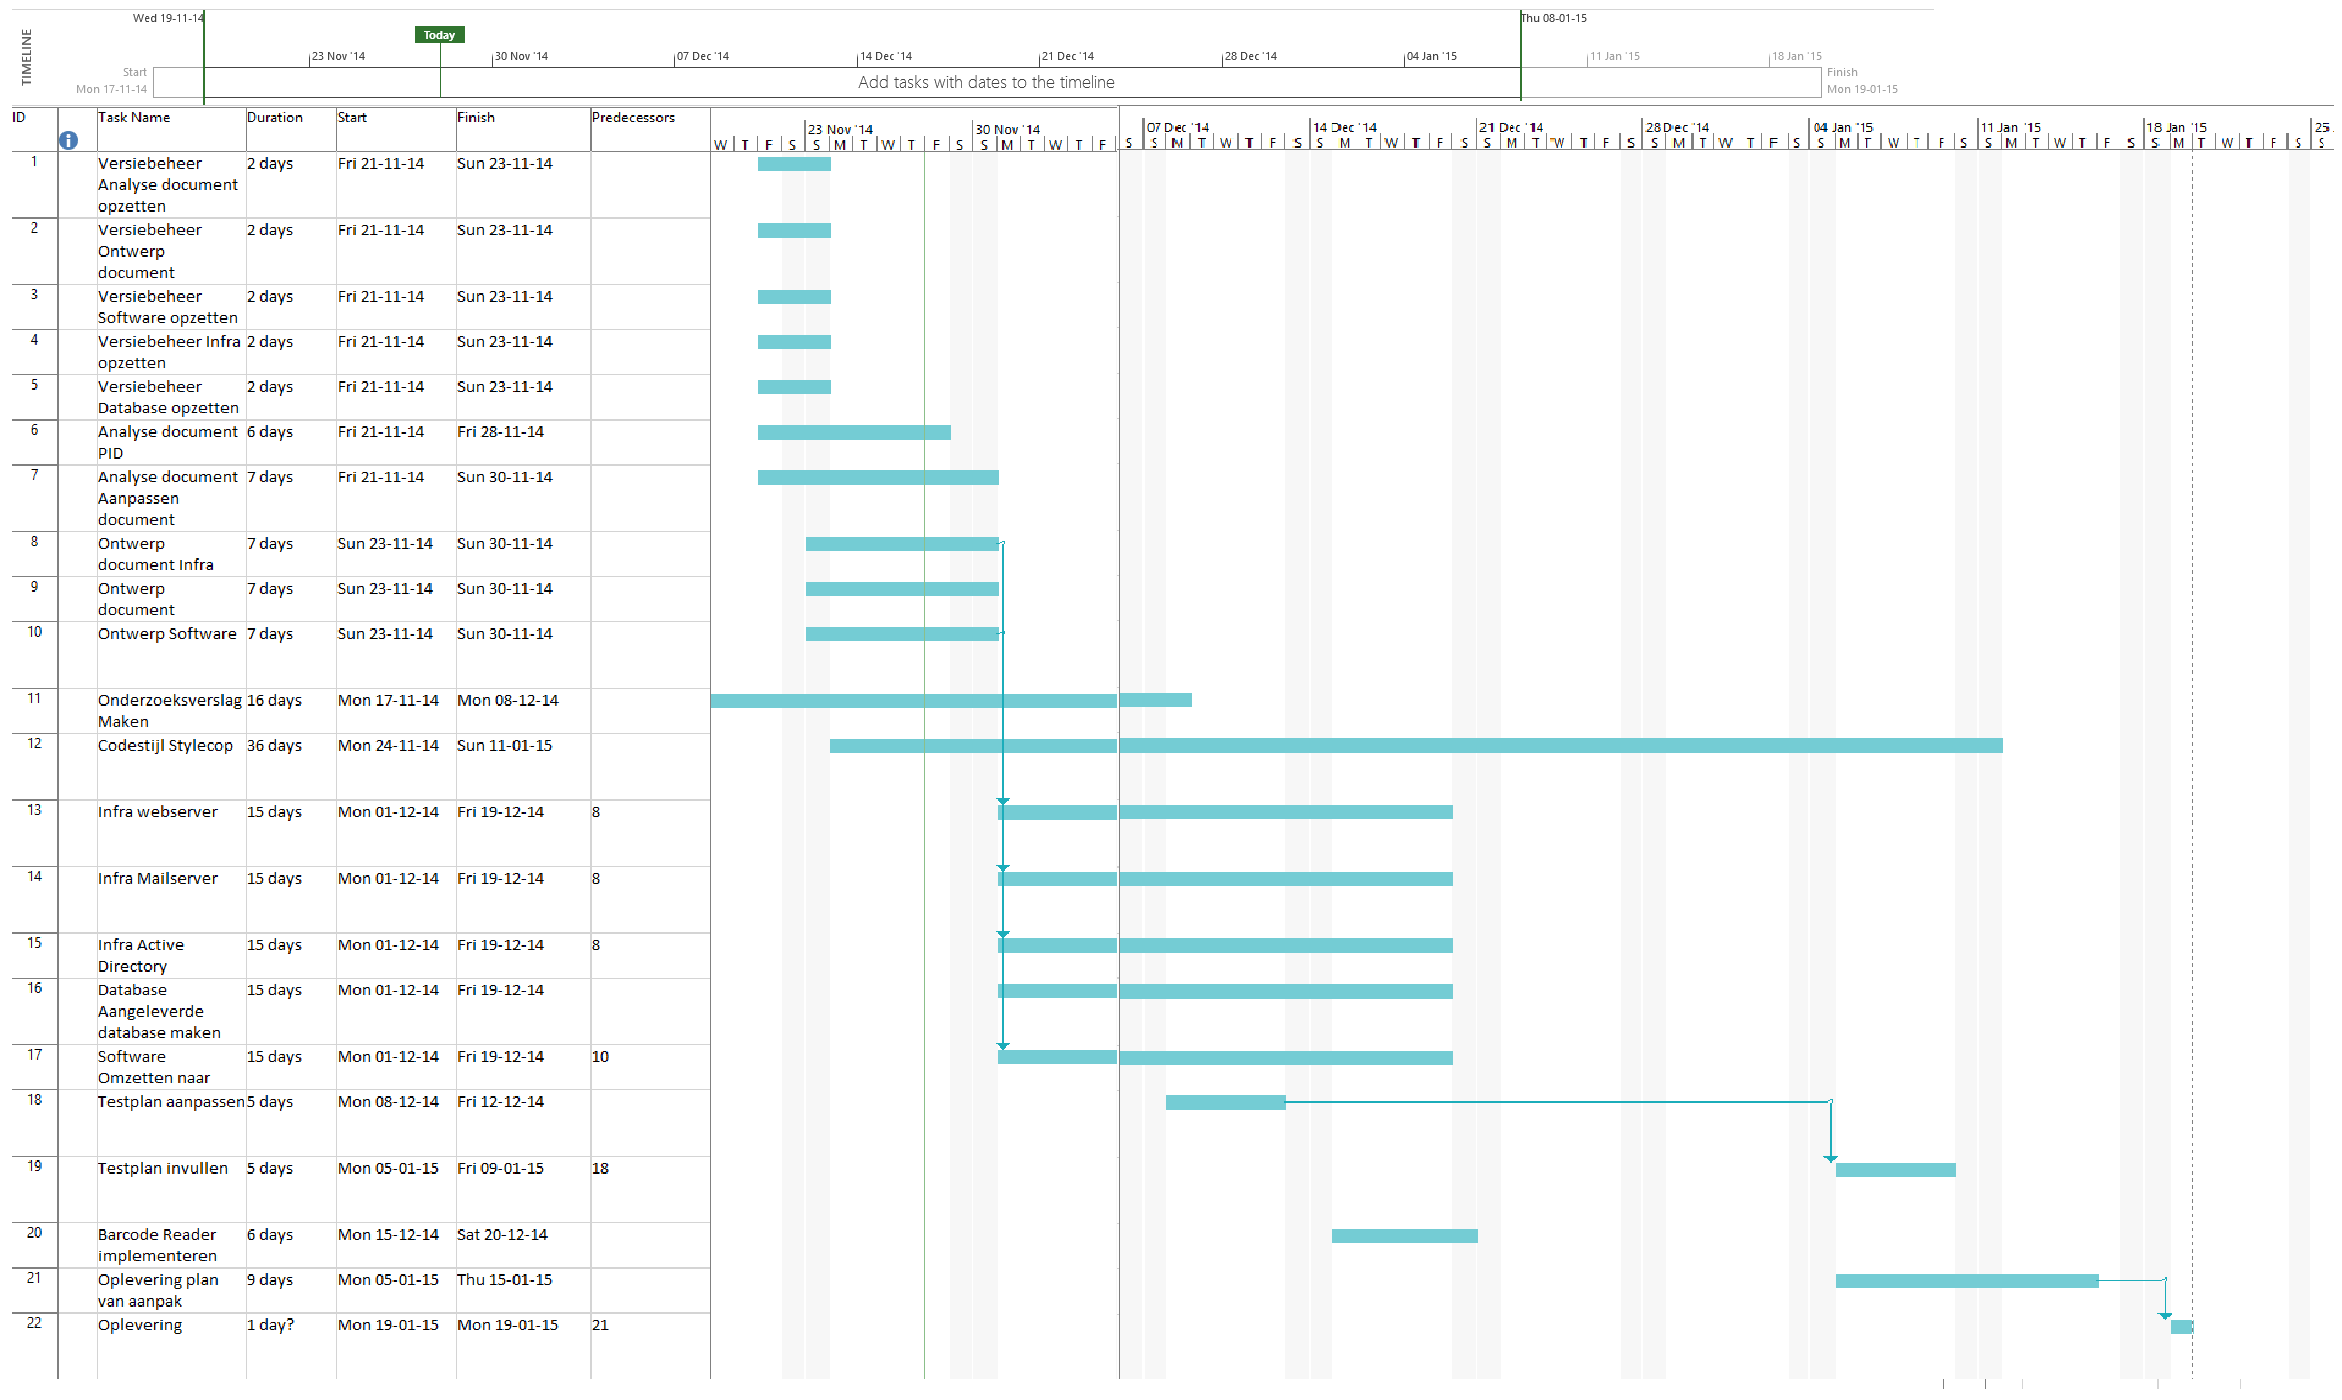 Wed 19-11-14
Thu 08-01-15
Today
TIMELINE
23 Nov '14
30 Nov '14
07 Dec '14
14 Dec '14
21 Dec '14
28 Dec '14
04 Jan '15
11 Jan '15
18 Jan '15
Start
Mon 17-11-14
Add tasks with dates to the timeline
Finish
Mon 19-01-15
ID Task Name Duration Start Finish Predecessors
23 Nov '14 30 Nov '14 07 Dec '14 14 Dec '14 21 Dec '14 28 Dec '14 04 Jan '15 11 Jan '15 18 Jan '15 25
W T F S S M T W T F S S M T W T F S S M T W T F S S M T W T F S S M T W T F S S M T W T F S S M T W T F S S M T W T F S S M T W T F S S
1 Versiebeheer 2 days Fri 21-11-14 Sun 23-11-14
Analyse document
opzetten
2 Versiebeheer 2 days Fri 21-11-14 Sun 23-11-14
Ontwerp
document
3 Versiebeheer 2 days Fri 21-11-14 Sun 23-11-14
Software opzetten
4 Versiebeheer Infra 2 days Fri 21-11-14 Sun 23-11-14
opzetten
5 Versiebeheer 2 days Fri 21-11-14 Sun 23-11-14
Database opzetten
6 Analyse document 6 days Fri 21-11-14 Fri 28-11-14
PID
7 Analyse document 7 days Fri 21-11-14 Sun 30-11-14
Aanpassen
document
8 Ontwerp 7 days Sun 23-11-14 Sun 30-11-14
document Infra
9 Ontwerp 7 days Sun 23-11-14 Sun 30-11-14
document
10 Ontwerp Software 7 days Sun 23-11-14 Sun 30-11-14
11 Onderzoeksverslag 16 days Mon 17-11-14 Mon 08-12-14
Maken
12 Codestijl Stylecop 36 days Mon 24-11-14 Sun 11-01-15
13 Infra webserver 15 days Mon 01-12-14 Fri 19-12-14 8
14 Infra Mailserver 15 days Mon 01-12-14 Fri 19-12-14 8
15 Infra Active 15 days Mon 01-12-14 Fri 19-12-14 8
Directory
16 Database 15 days Mon 01-12-14 Fri 19-12-14
Aangeleverde
database maken
17 Software 15 days Mon 01-12-14 Fri 19-12-14 10
Omzetten naar
18 Testplan aanpassen 5 days Mon 08-12-14 Fri 12-12-14
19 Testplan invullen 5 days Mon 05-01-15 Fri 09-01-15 18
20 Barcode Reader 6 days Mon 15-12-14 Sat 20-12-14
implementeren
21 Oplevering plan 9 days Mon 05-01-15 Thu 15-01-15
van aanpak
22 Oplevering 1 day? Mon 19-01-15 Mon 19-01-15 21